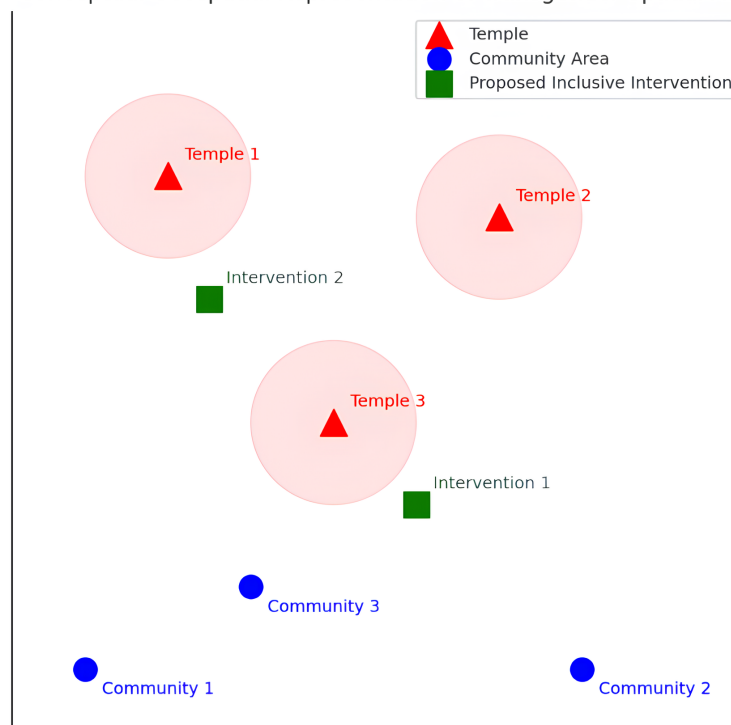 Temple
Community Area
Proposed Inclusive Intervention
Temple 1
Temple 2
Intervention 2
Temple 3
Intervention 1
Community 3
Community 1
Community 2